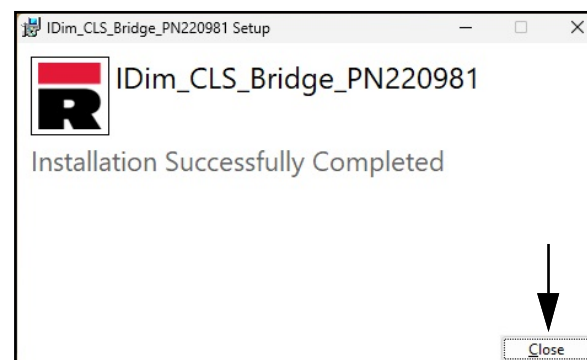 IDim_CLS_Bridge_PN220981 Setup
R
IDim_CLS_Bridge_PN220981
Installation Successfully Completed
Close